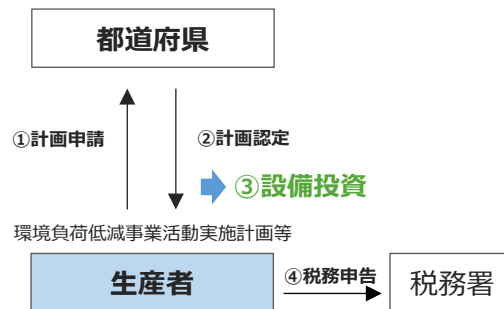 都道府県
①計画申請
②計画認定
③設備投資
環境負荷低減事業活動実施計画等
生産者
④税務申告
税務署